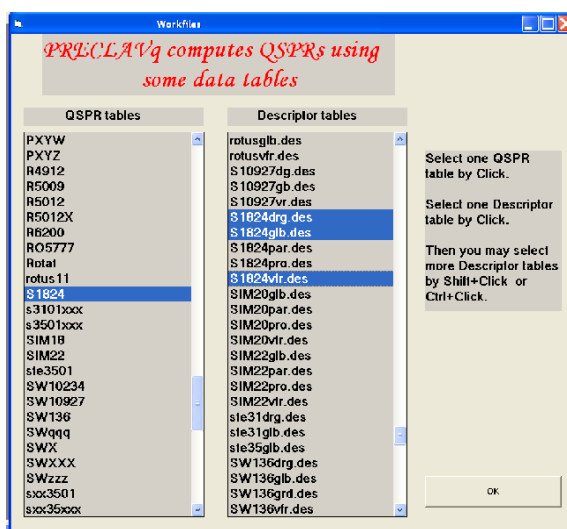 Workfiles
PRECLAVq computes QSPRs using
some data tables
QSPR tables
PXYW
PXYZ
R4912
R5009
R5012
R5012X
R6200
RO5777
Rotal
rotus11
S1824
s3101xxx
s3501xxx
SIM18
SIM22
ste3501
SW10234
SW10927
SW136
SWqqq
SWX
SWXXX
SWzzz
sxx3501
sxx35xxx
Descriptor tables
rotusglb.des
rotusvfr.des
S10927dg.des
S10927gb.des
S10927vr.des
S1824drg.des
S1824glb.des
S1824par.des
S1824pro.des
S1824vfr.des
SIM20glb.des
SIM20par.des
SIM20pro.des
SIM20vfr.des
SIM22glb.des
SIM22par.des
SIM22pro.des
SIM22vfr.des
ste31drg.des
ste31glb.des
ste35glb.des
SW136drg.des
SW136glb.des
SW136grd.des
SW136vfr.des
Select one QSPR
table by Click.
Select one Descriptor
table by Click.
Then you may select
more Descriptor tables
by Shift+Click or
Ctrl+Click.
OK